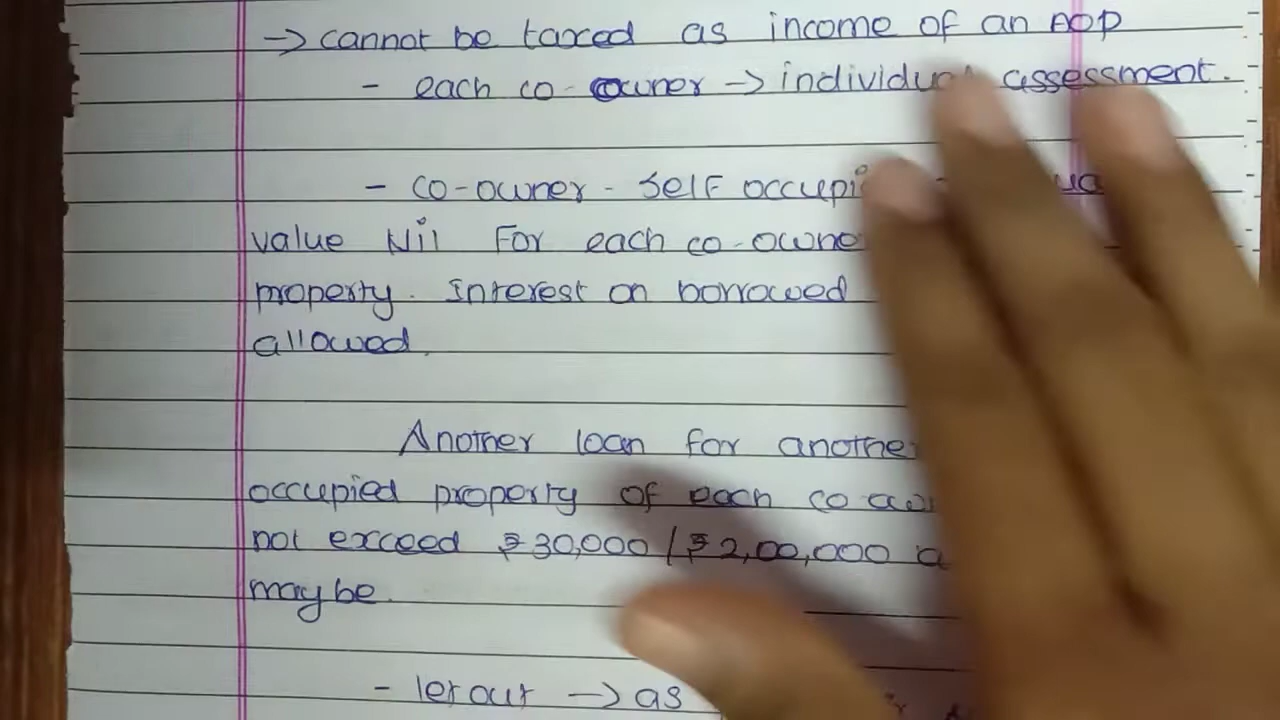 → cannot be taxed as income of an AOP
- each co-owner → individual assessment.
- co-owner - Self occupi
value Nil For each co-owne
property. Interest on borrowed
allowed.
Another loan for anothe
occupied property of each co
not exceed ₹30,000 / ₹2,00,000
may be.
- let out → as